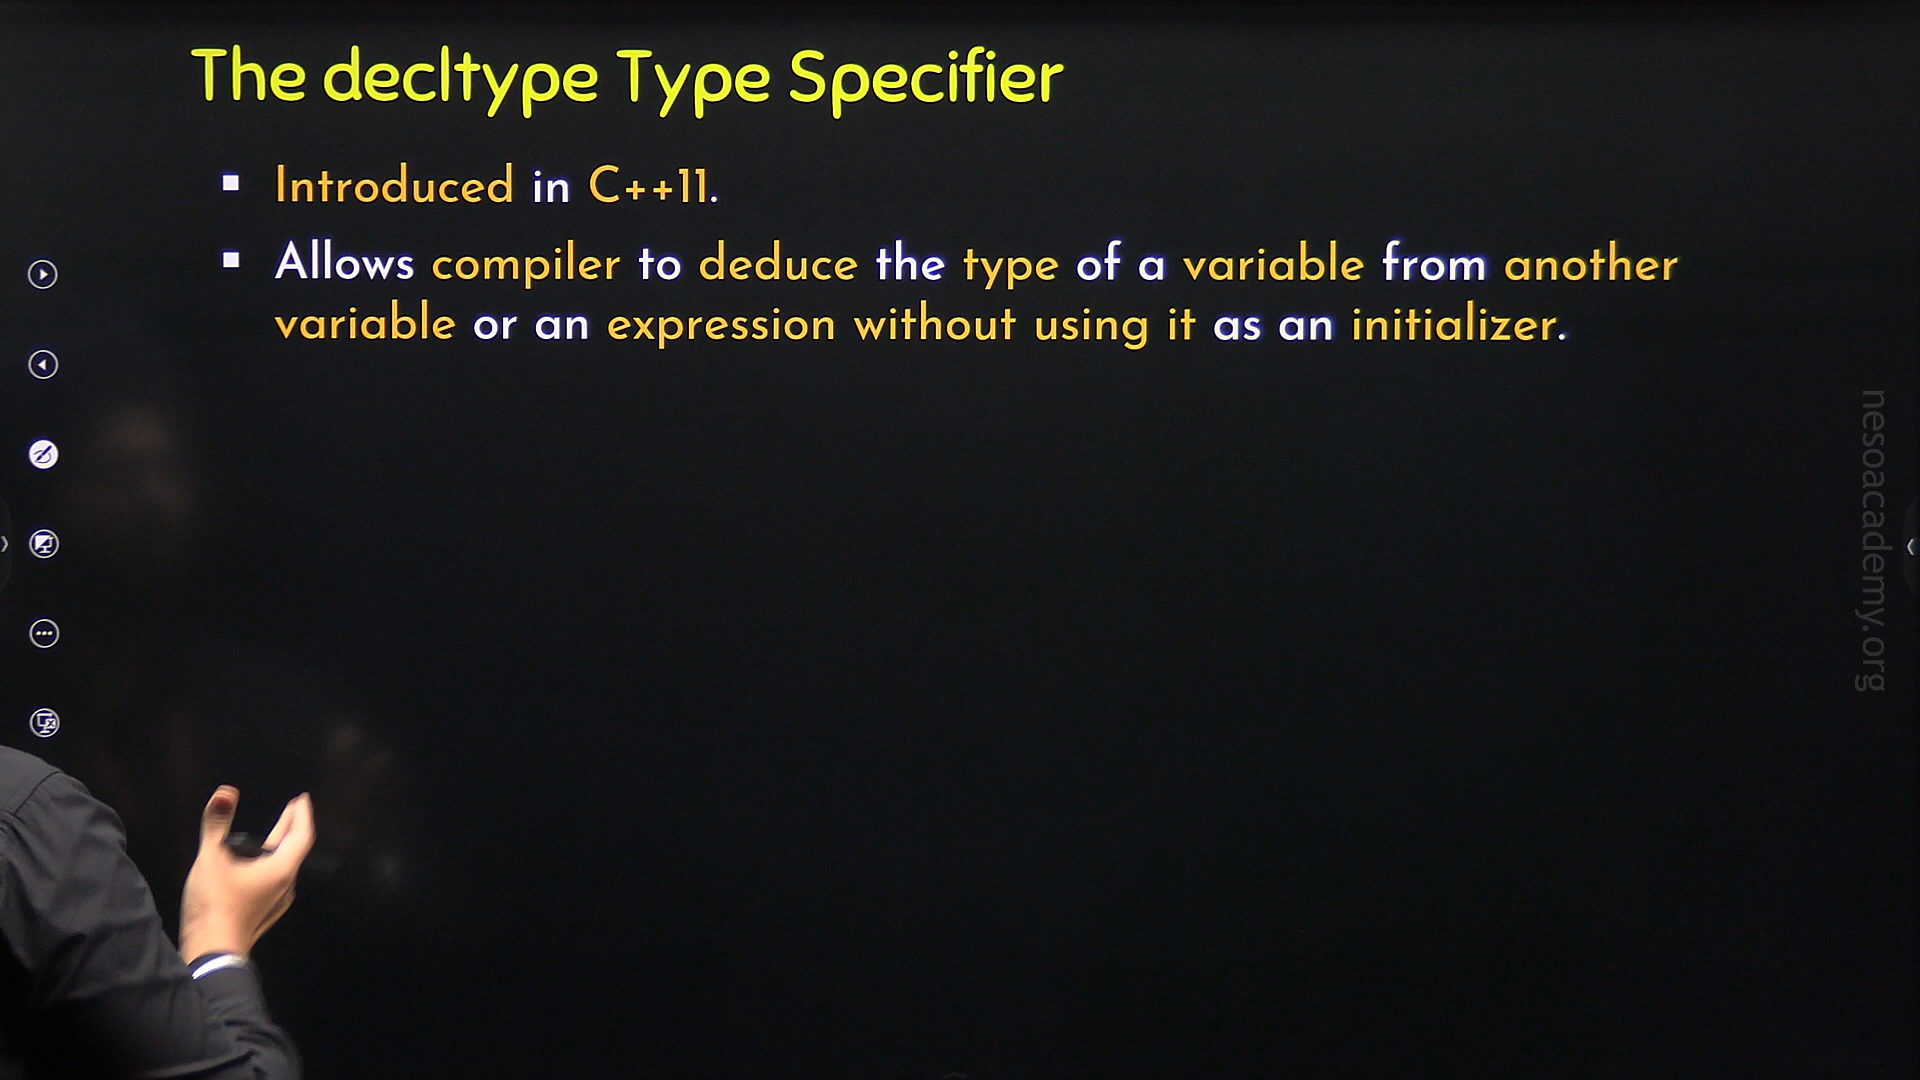 The decltype Type Specifier
Introduced in C++11.
Allows compiler to deduce the type of a variable from another
variable or an expression without using it as an initializer.
nesoacademy.org